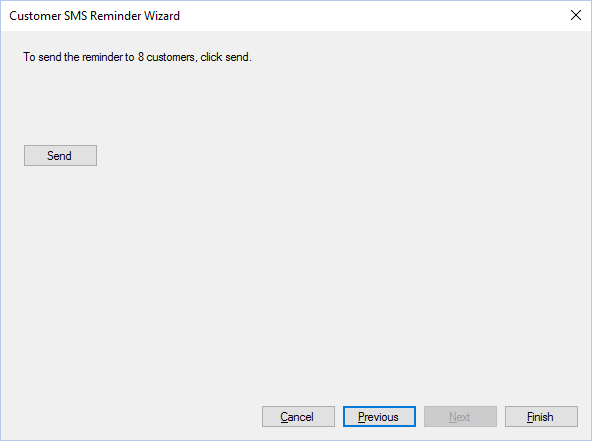 Customer SMS Reminder Wizard
To send the reminder to 8 customers, click send.
Send
Cancel Previous Next Finish